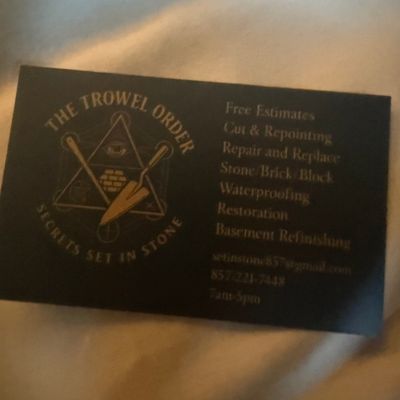 THE TROWEL ORDER
SECRETS SET IN STONE
Free Estimates
Cut & Repointing
Repair and Replace
Stone/Brick/Block
Waterproofing
Restoration
Basement Refinishing
setinstone857@gmail.com
857-221-7448
7am-5pm